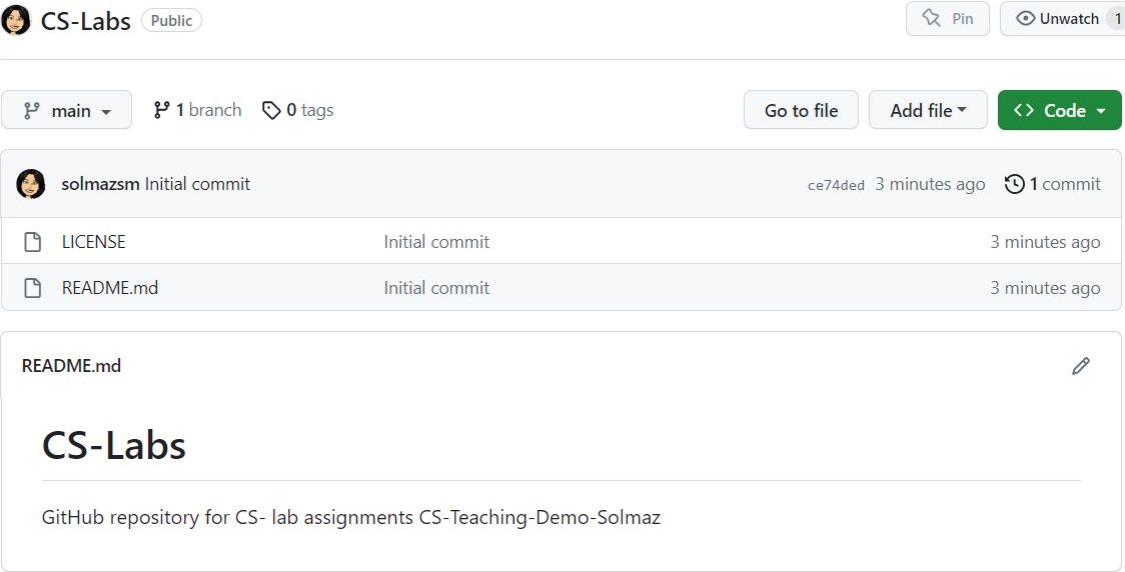 CS-Labs Public Pin Unwatch 1
main 1 branch 0 tags Go to file Add file Code
solmazsm Initial commit ce74ded 3 minutes ago 1 commit
LICENSE Initial commit 3 minutes ago
README.md Initial commit 3 minutes ago
README.md
CS-Labs
GitHub repository for CS- lab assignments CS-Teaching-Demo-Solmaz